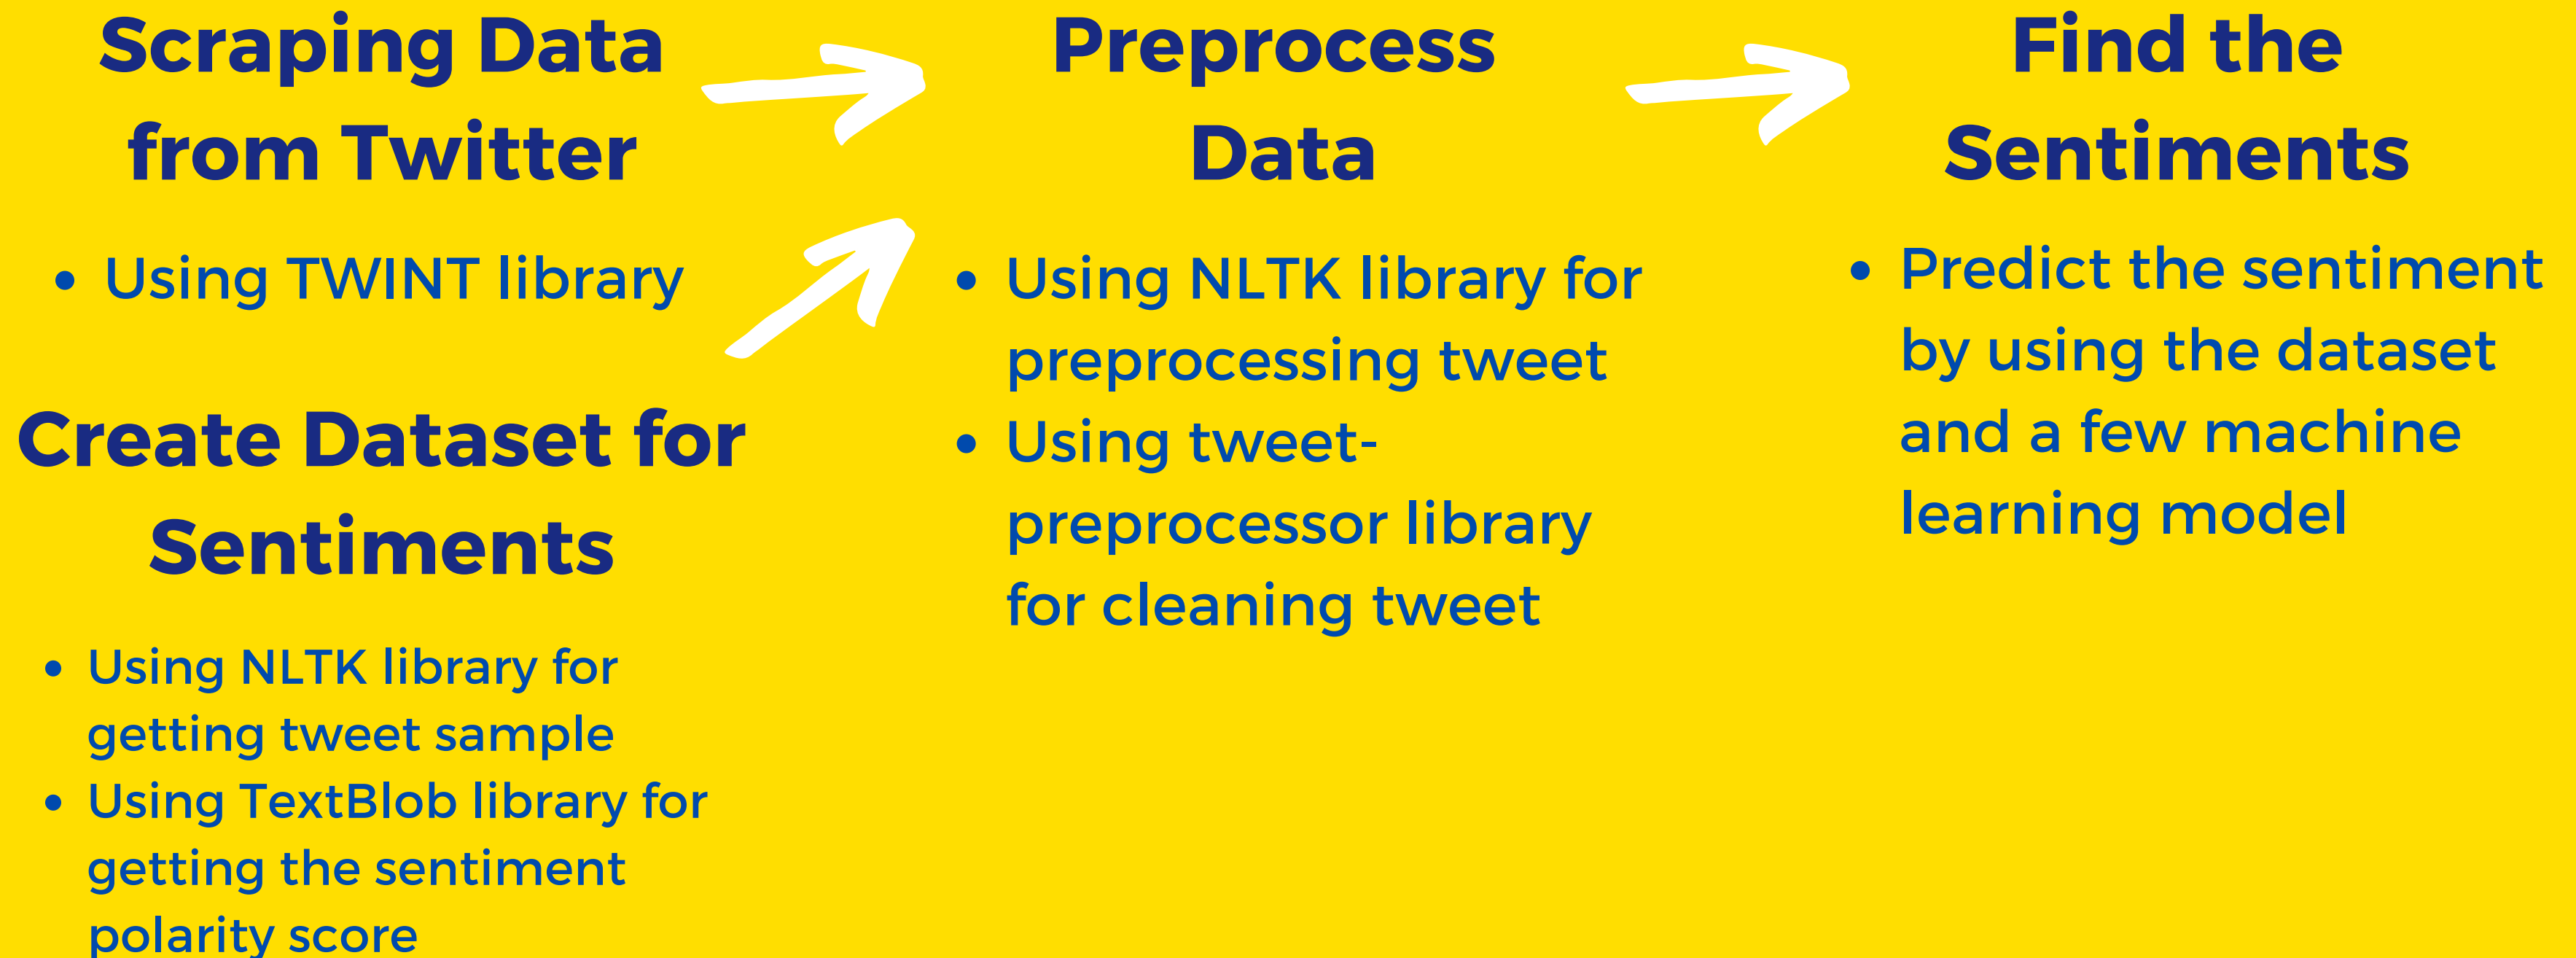 Scraping Data
from Twitter
• Using TWINT library
Create Dataset for
Sentiments
• Using NLTK library for
getting tweet sample
• Using TextBlob library for
getting the sentiment
polarity score
Preprocess
Data
• Using NLTK library for
preprocessing tweet
• Using tweet-
preprocessor library
for cleaning tweet
Find the
Sentiments
• Predict the sentiment
by using the dataset
and a few machine
learning model